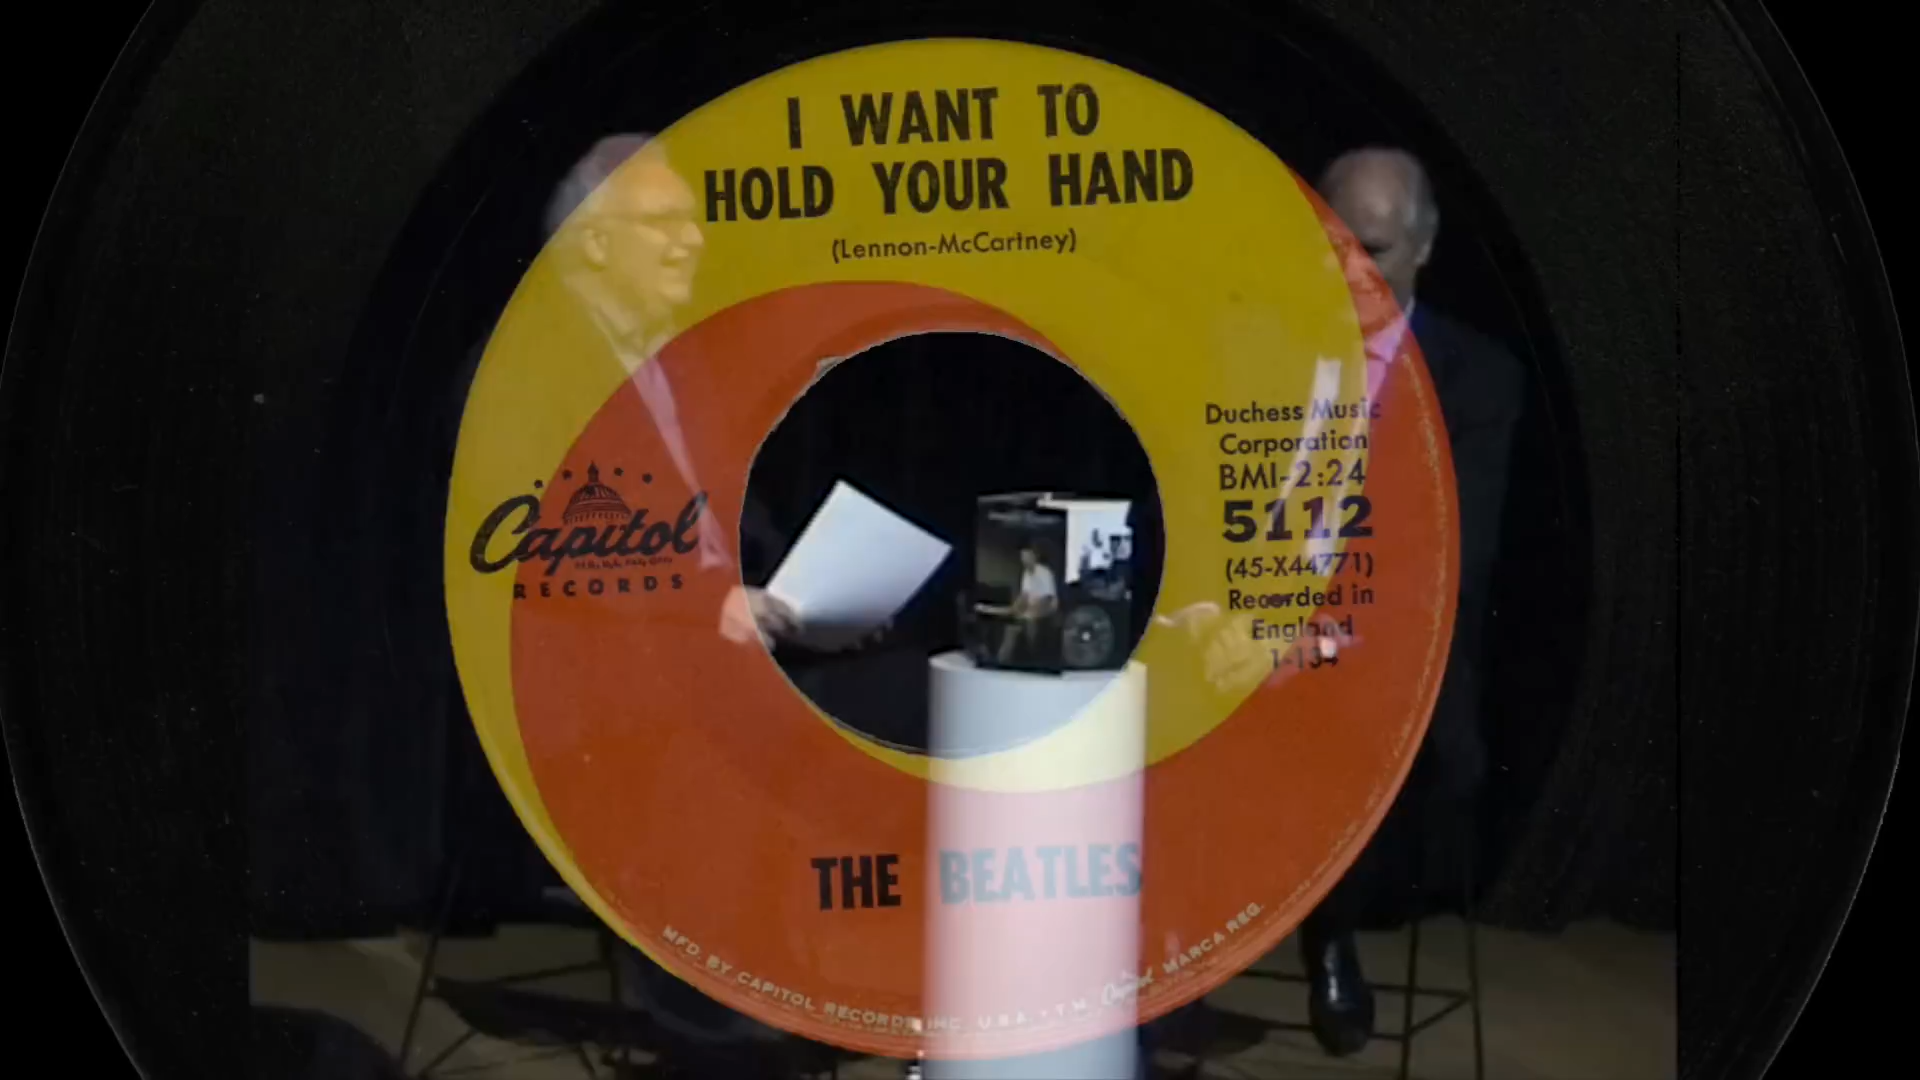 I WANT TO
HOLD YOUR HAND
(Lennon-McCartney)
Duchess Music
Corporation
BMI-2:24
5112
(45-X44771)
Recorded in
England
Capitol
RECORDS
THE BEATLES
MFD. BY CAPITOL RECORDS, INC. U.S.A. • T.M. Capitol MARCA REG.